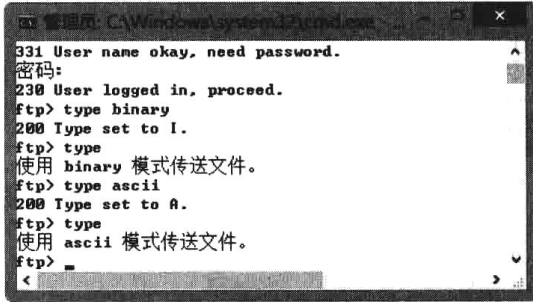 管理员: C:\Windows\system32\cmd.exe
331 User name okay, need password.
密码:
230 User logged in, proceed.
ftp> type binary
200 Type set to I.
ftp> type
使用 binary 模式传送文件。
ftp> type ascii
200 Type set to A.
ftp> type
使用 ascii 模式传送文件。
ftp>